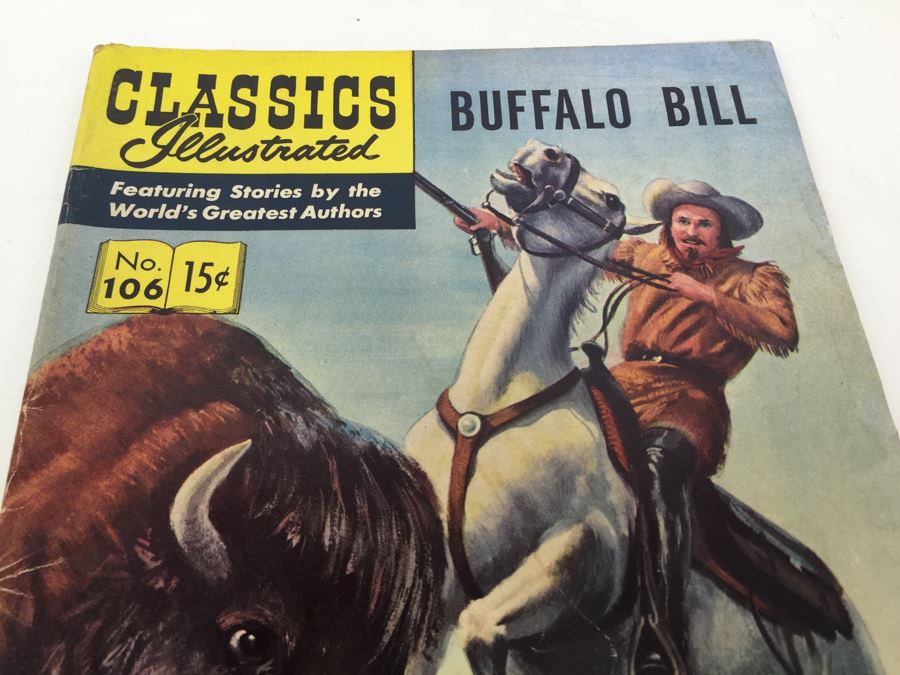 CLASSICS
Illustrated
Featuring Stories by the
World's Greatest Authors
No.
106
15¢
BUFFALO BILL